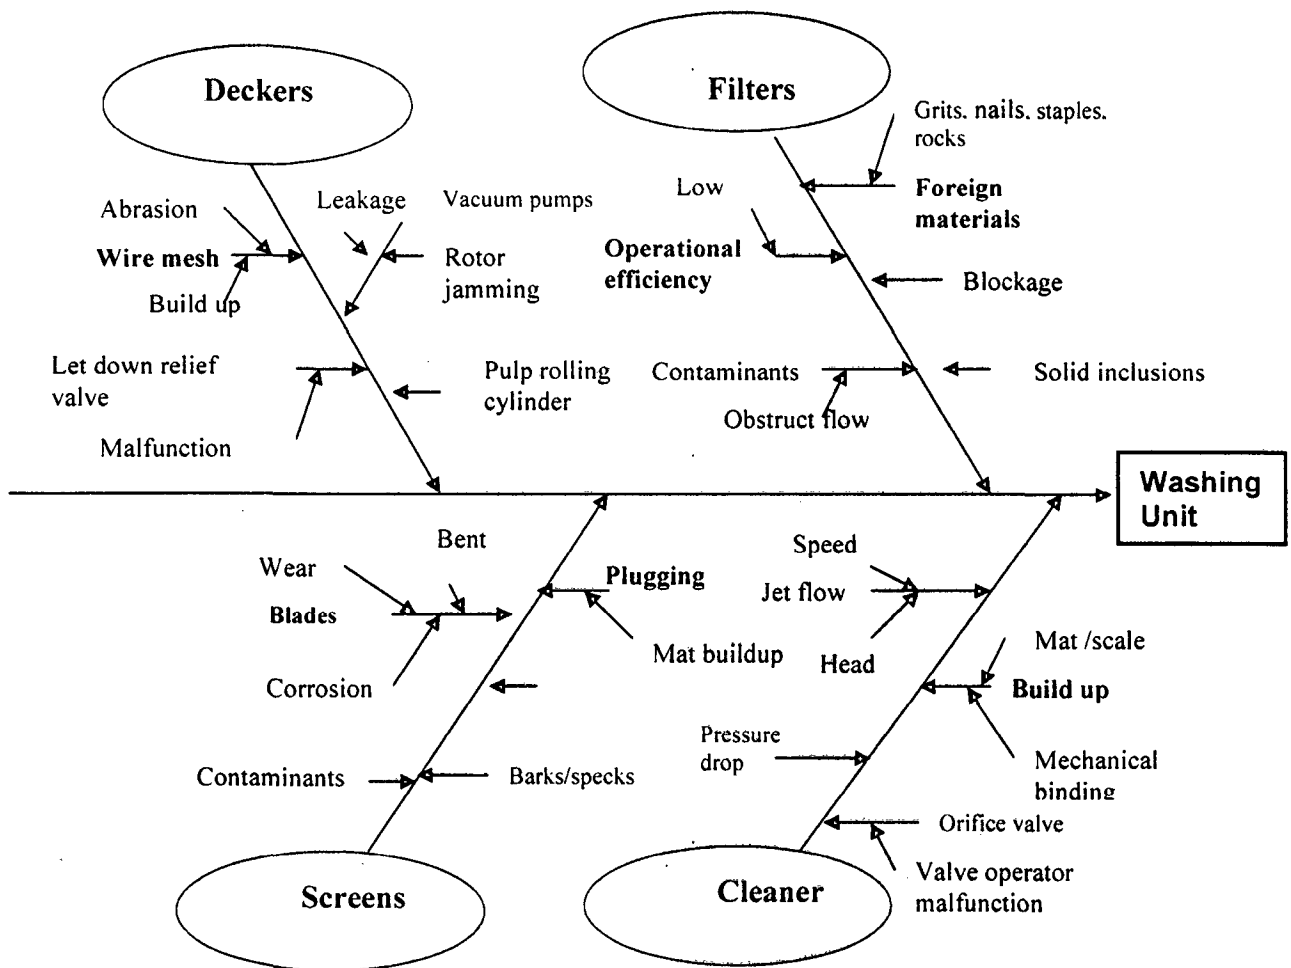 Deckers
Filters
Grits. nails. staples.
rocks
Low
Foreign
materials
Abrasion
Leakage
Vacuum pumps
Wire mesh
Rotor
jamming
Operational
efficiency
Build up
Blockage
Let down relief
valve
Pulp rolling
cylinder
Contaminants
Solid inclusions
Malfunction
Obstruct flow
Washing
Unit
Bent
Wear
Blades
Plugging
Speed
Jet flow
Corrosion
Mat buildup
Head
Mat /scale
Build up
Pressure
drop
Mechanical
binding
Contaminants
Barks/specks
Orifice valve
Valve operator
malfunction
Screens
Cleaner